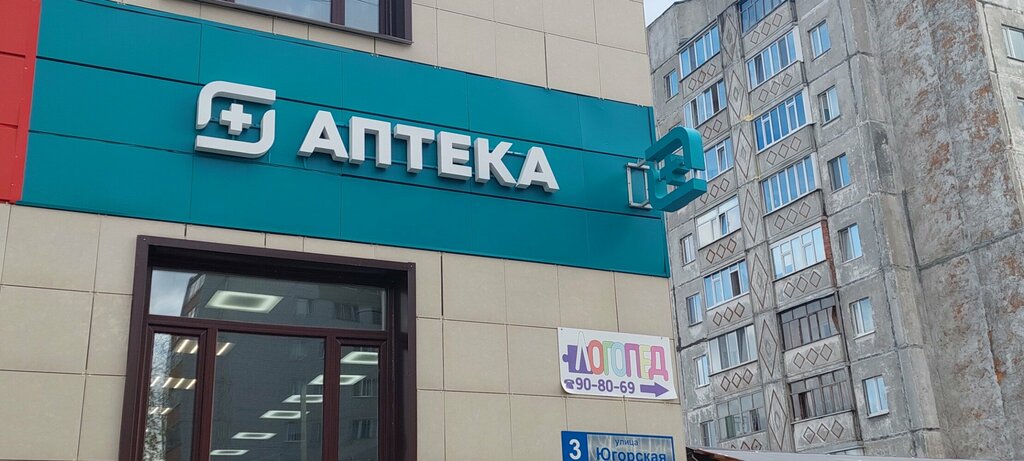 АПТЕКА
ЛОГОПЕД
☎90-80-69
3
улица
Югорская